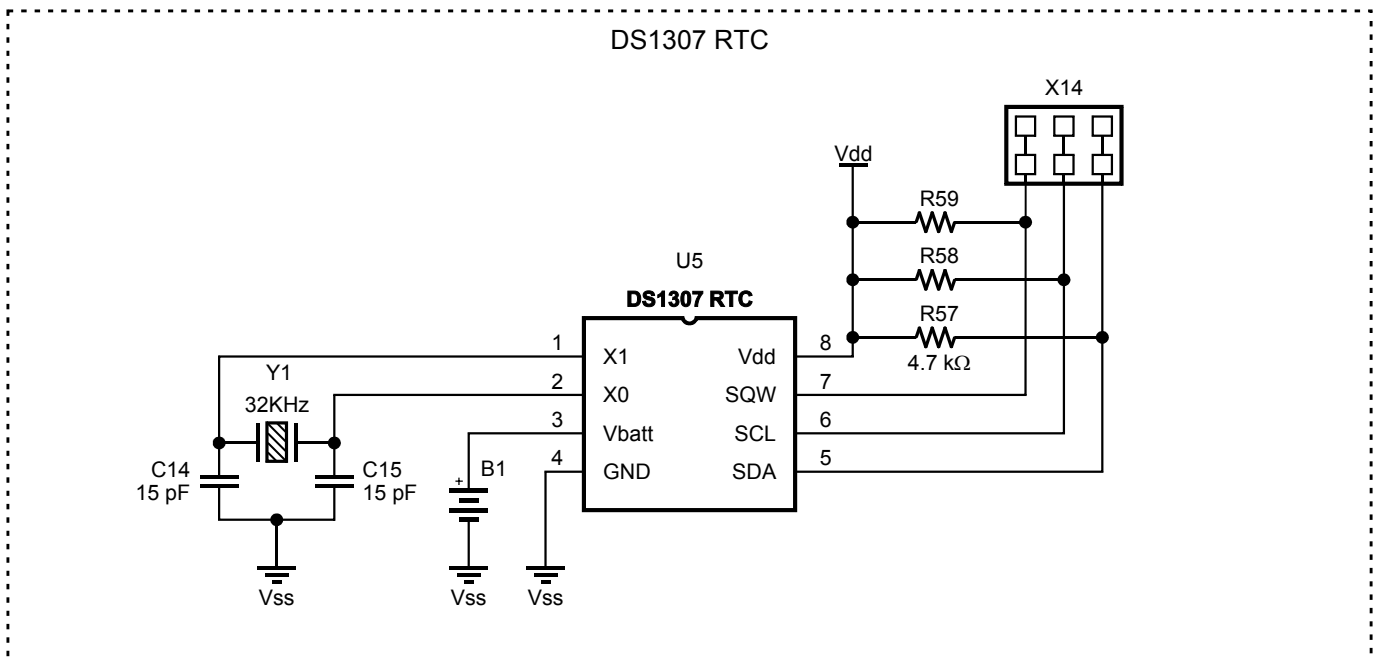 DS1307 RTC
X14
Vdd
R59
R58
R57
4.7 kΩ
U5
DS1307 RTC
1 X1 Vdd 8
2 X0 SQW 7
3 Vbatt SCL 6
4 GND SDA 5
Y1
32KHz
C14
15 pF
C15
15 pF
+
B1
Vss
Vss
Vss